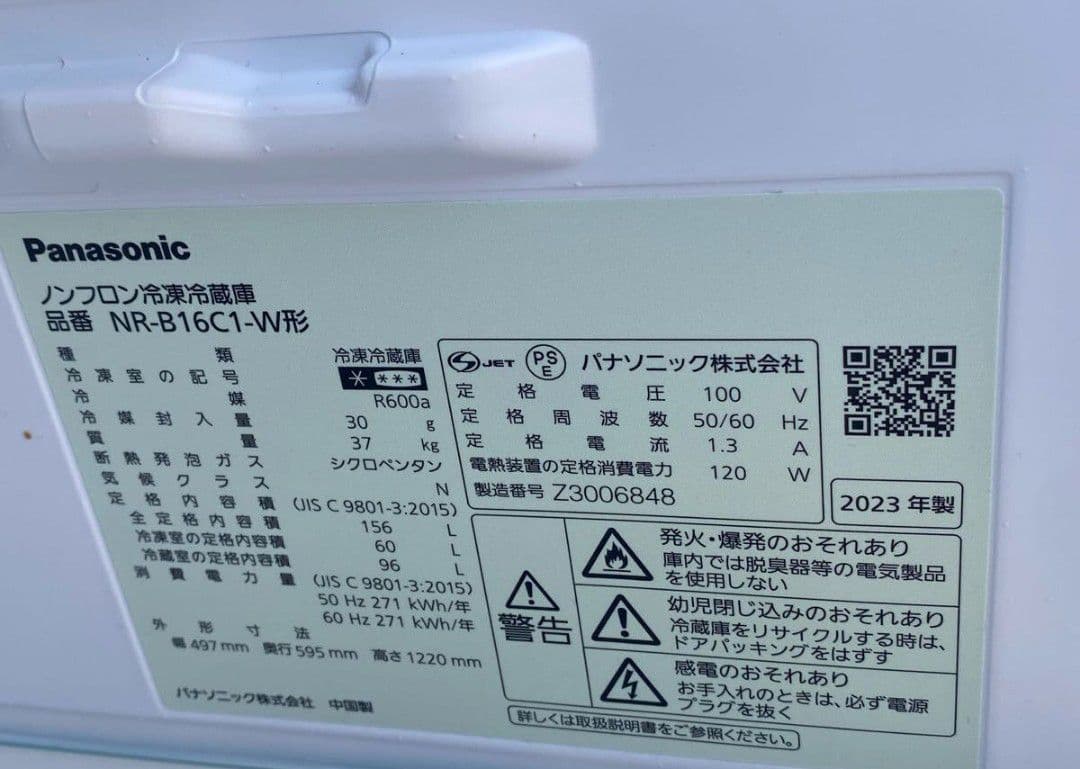 Panasonic
ノンフロン冷凍冷蔵庫
品番 NR-B16C1-W形
種類 冷凍冷蔵庫
冷凍室の記号 * ***
冷媒 R600a
冷媒封入量 30 g
質量 37 kg
断熱発泡ガス シクロペンタン
気候クラス N
定格内容積 (JIS C 9801-3:2015)
全定格内容積 156 L
冷凍室の定格内容積 60 L
冷蔵室の定格内容積 96 L
消費電力量 (JIS C 9801-3:2015)
50 Hz 271 kWh/年
60 Hz 271 kWh/年
外形寸法
幅 497 mm 奥行 595 mm 高さ 1220 mm
パナソニック株式会社 中国製
JET PSE パナソニック株式会社
定格電圧 100 V
定格周波数 50/60 Hz
定格電流 1.3 A
電熱装置の定格消費電力 120 W
製造番号 Z3006848
2023 年製
警告
発火・爆発のおそれあり
庫内では脱臭器等の電気製品
を使用しない
幼児閉じ込みのおそれあり
冷蔵庫をリサイクルする時は、
ドアパッキングをはずす
感電のおそれあり
お手入れのときは、必ず電源
プラグを抜く
詳しくは取扱説明書をご参照ください。